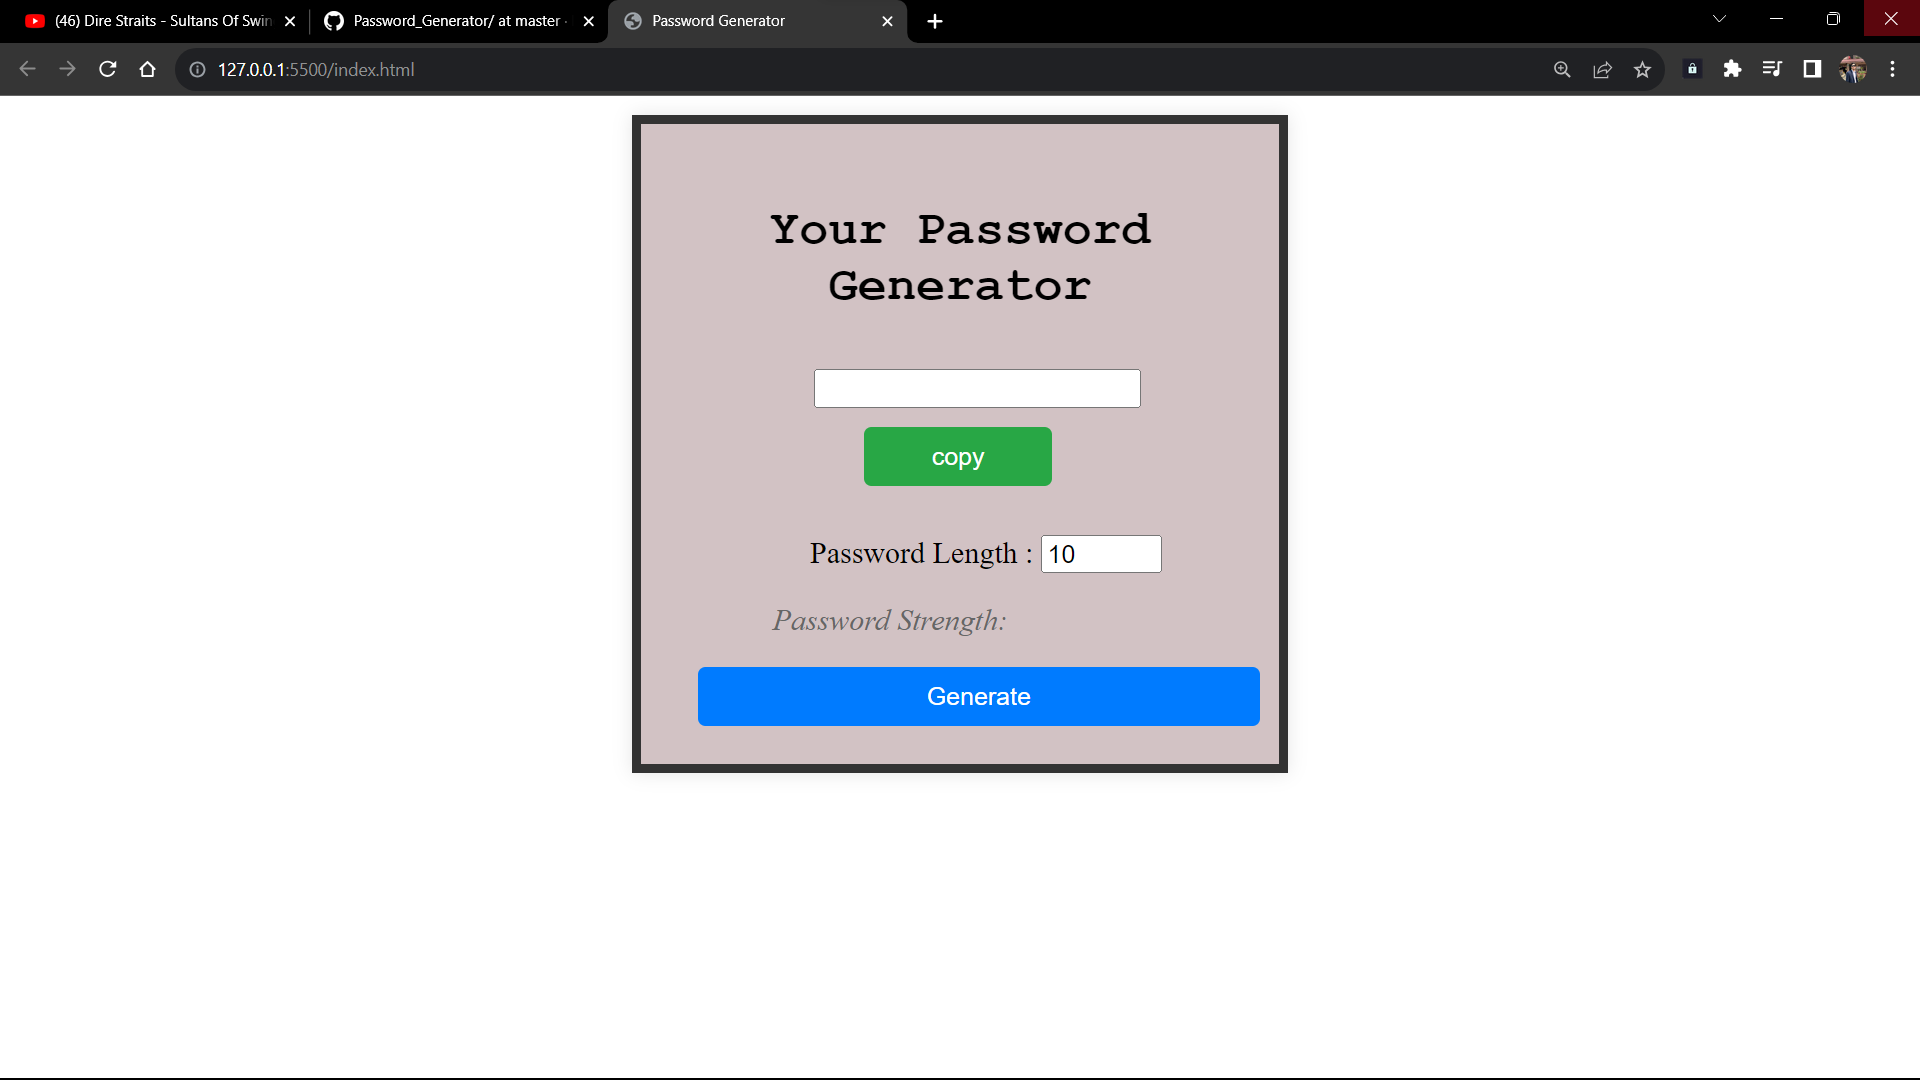 (46) Dire Straits - Sultans Of Swin
Password_Generator/ at master ·
Password Generator
127.0.0.1:5500/index.html
Your Password
Generator
copy
Password Length : 10
Password Strength:
Generate